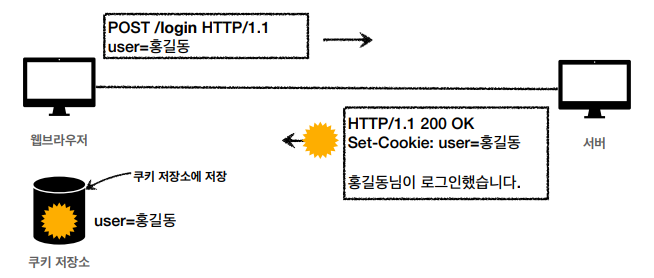 POST /login HTTP/1.1
user=홍길동
웹브라우저
서버
HTTP/1.1 200 OK
Set-Cookie: user=홍길동
홍길동님이 로그인했습니다.
쿠키 저장소에 저장
user=홍길동
쿠키 저장소